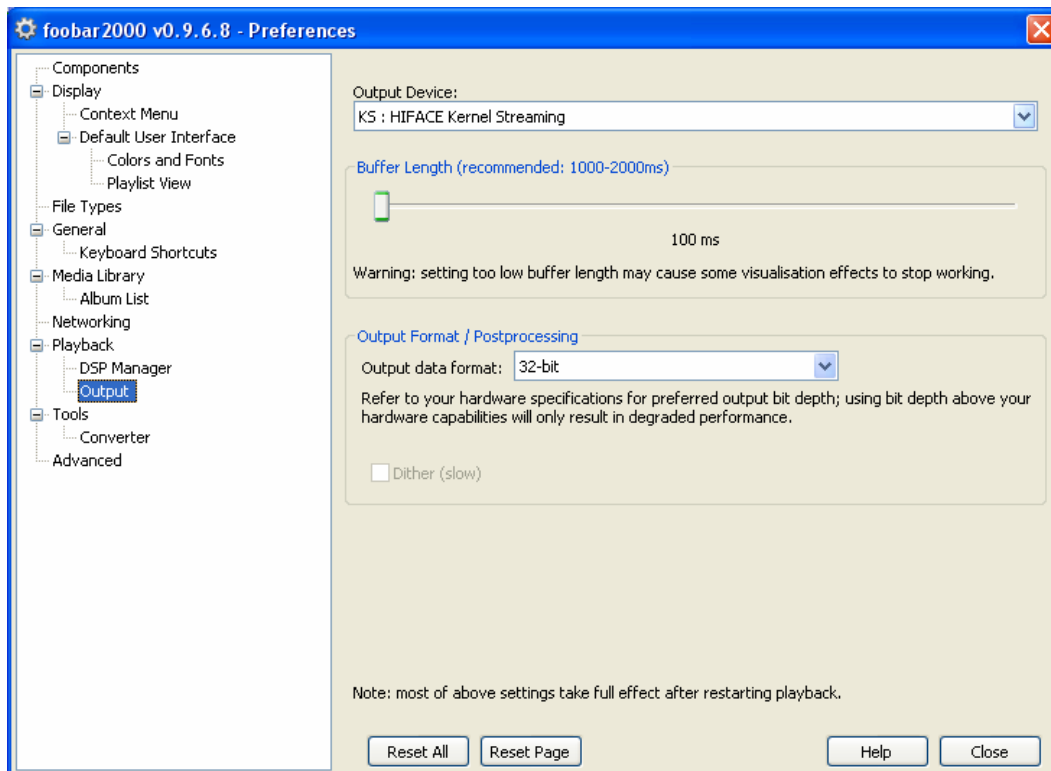 foobar2000 v0.9.6.8 - Preferences
Components
Display
Context Menu
Default User Interface
Colors and Fonts
Playlist View
File Types
General
Keyboard Shortcuts
Media Library
Album List
Networking
Playback
DSP Manager
Output
Tools
Converter
Advanced
Output Device:
KS : HIFACE Kernel Streaming
Buffer Length (recommended: 1000-2000ms)
100 ms
Warning: setting too low buffer length may cause some visualisation effects to stop working.
Output Format / Postprocessing
Output data format: 32-bit
Refer to your hardware specifications for preferred output bit depth; using bit depth above your
hardware capabilities will only result in degraded performance.
Dither (slow)
Note: most of above settings take full effect after restarting playback.
Reset All Reset Page Help Close